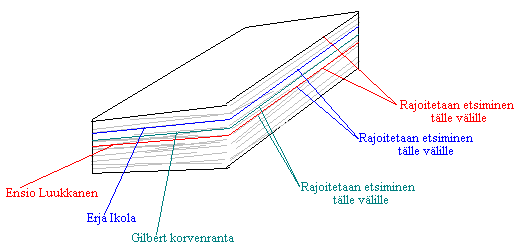 Rajoitetaan etsiminen
tälle välille
Rajoitetaan etsiminen
tälle välille
Rajoitetaan etsiminen
tälle välille
Ensio Luukkanen
Erja Ikola
Gilbert korvenranta